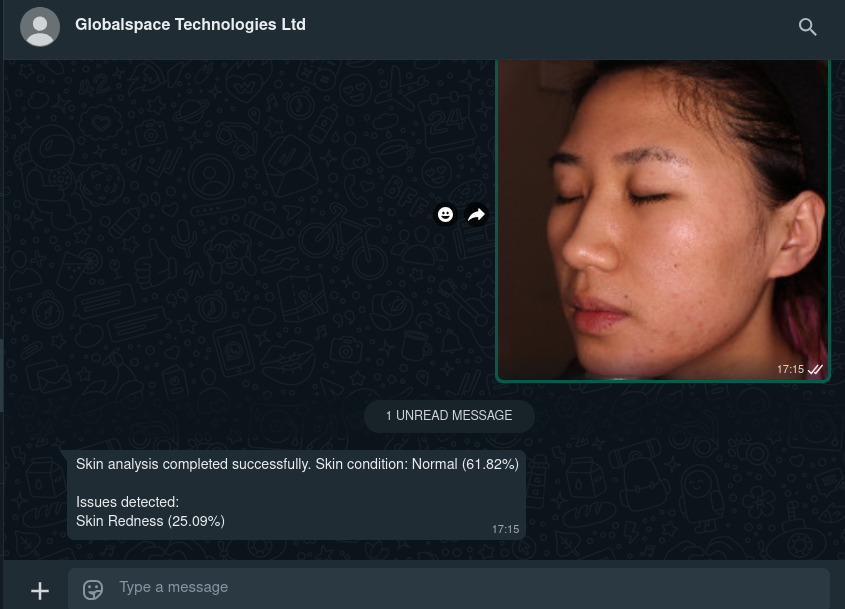 Globalspace Technologies Ltd
17:15
1 UNREAD MESSAGE
Skin analysis completed successfully. Skin condition: Normal (61.82%)
Issues detected:
Skin Redness (25.09%)
17:15
Type a message